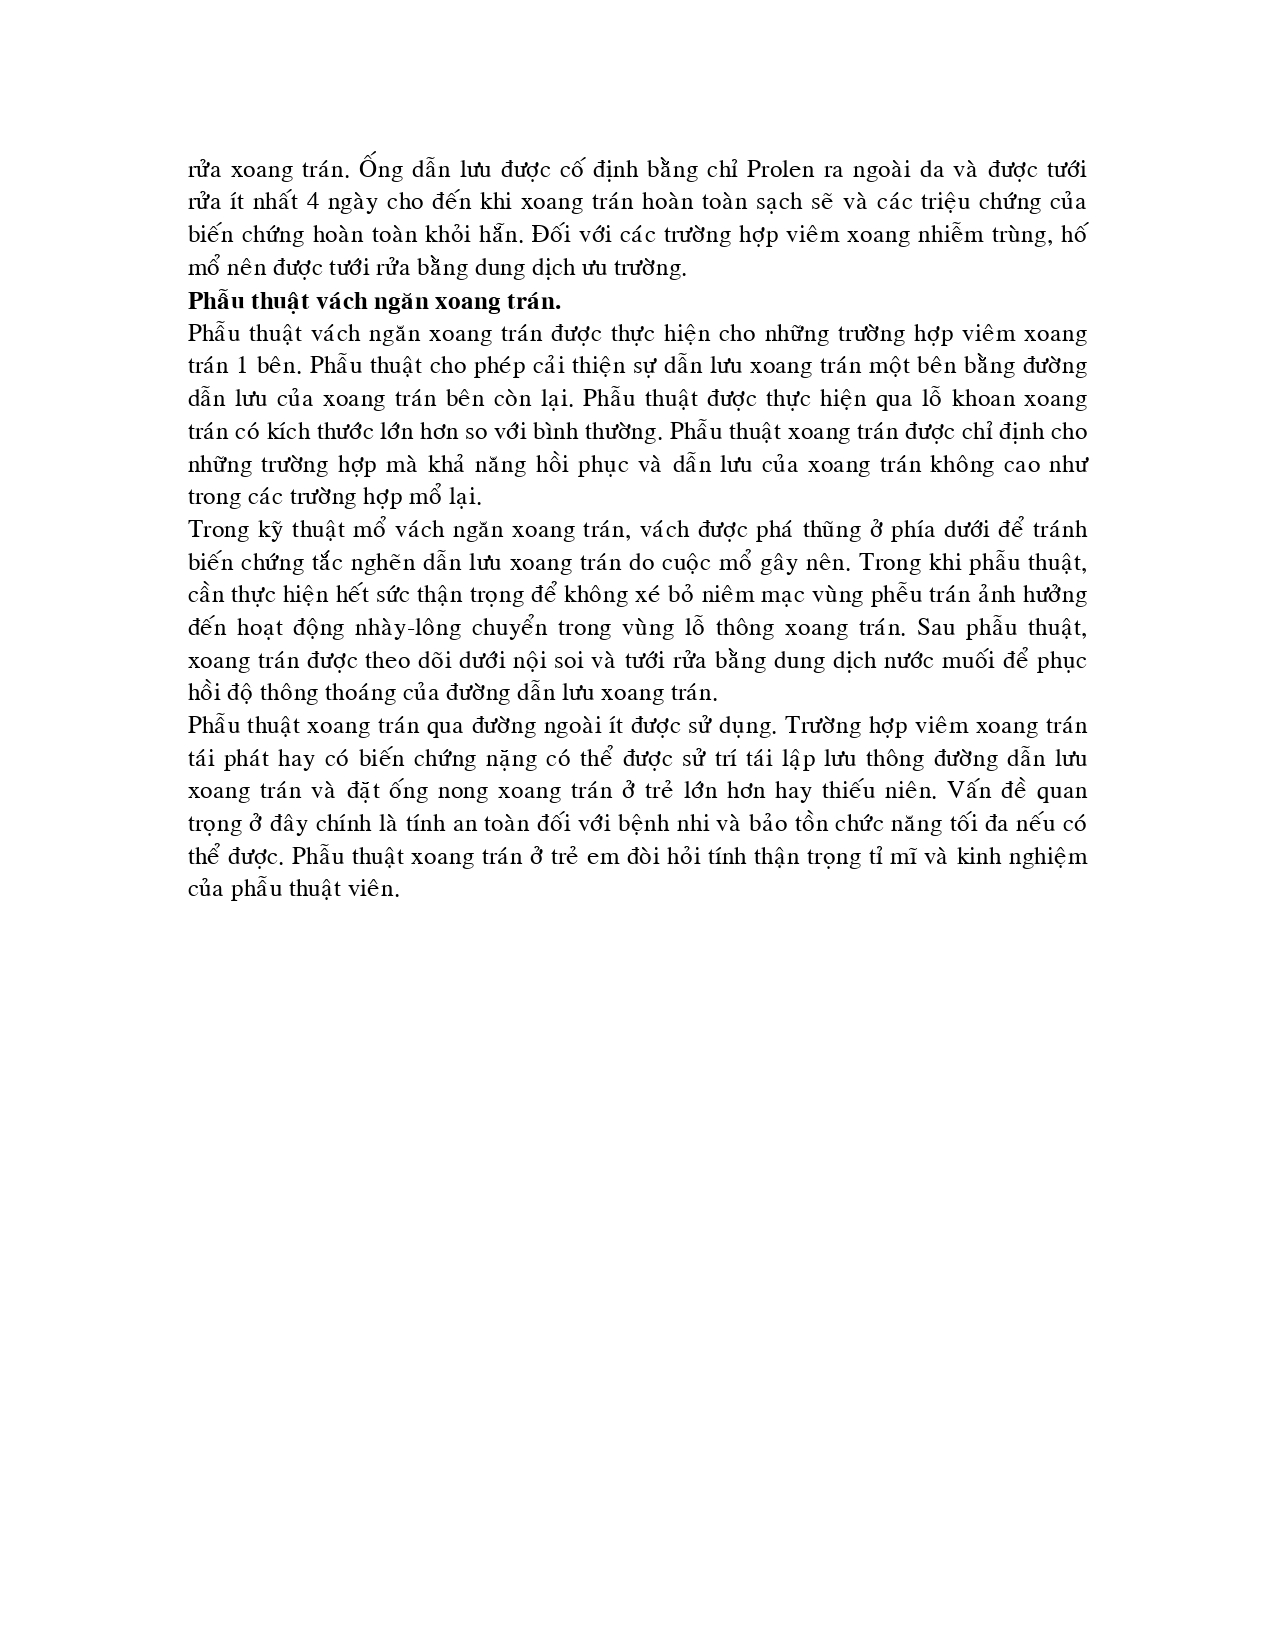 rửa xoang trán. Ống dẫn lưu được cố định bằng chỉ Prolen ra ngoài da và được tưới
rửa ít nhất 4 ngày cho đến khi xoang trán hoàn toàn sạch sẽ và các triệu chứng của
biến chứng hoàn toàn khỏi hẵn. Đối với các trường hợp viêm xoang nhiễm trùng, hố
mổ nên được tưới rửa bằng dung dịch ưu trường.
Phẫu thuật vách ngăn xoang trán.
Phẫu thuật vách ngăn xoang trán được thực hiện cho những trường hợp viêm xoang
trán 1 bên. Phẫu thuật cho phép cải thiện sự dẫn lưu xoang trán một bên bằng đường
dẫn lưu của xoang trán bên còn lại. Phẫu thuật được thực hiện qua lỗ khoan xoang
trán có kích thước lớn hơn so với bình thường. Phẫu thuật xoang trán được chỉ định cho
những trường hợp mà khả năng hồi phục và dẫn lưu của xoang trán không cao như
trong các trường hợp mổ lại.
Trong kỹ thuật mổ vách ngăn xoang trán, vách được phá thũng ở phía dưới để tránh
biến chứng tắc nghẽn dẫn lưu xoang trán do cuộc mổ gây nên. Trong khi phẫu thuật,
cần thực hiện hết sức thận trọng để không xé bỏ niêm mạc vùng phễu trán ảnh hưởng
đến hoạt động nhày-lông chuyển trong vùng lỗ thông xoang trán. Sau phẫu thuật,
xoang trán được theo dõi dưới nội soi và tưới rửa bằng dung dịch nước muối để phục
hồi độ thông thoáng của đường dẫn lưu xoang trán.
Phẫu thuật xoang trán qua đường ngoài ít được sử dụng. Trường hợp viêm xoang trán
tái phát hay có biến chứng nặng có thể được sử trí tái lập lưu thông đường dẫn lưu
xoang trán và đặt ống nong xoang trán ở trẻ lớn hơn hay thiếu niên. Vấn đề quan
trọng ở đây chính là tính an toàn đối với bệnh nhi và bảo tồn chức năng tối đa nếu có
thể được. Phẫu thuật xoang trán ở trẻ em đòi hỏi tính thận trọng tỉ mĩ và kinh nghiệm
của phẫu thuật viên.